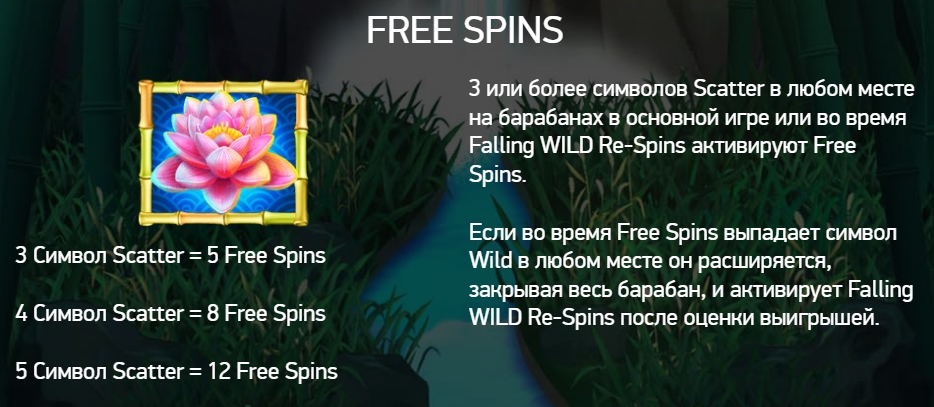 FREE SPINS
3 Символ Scatter = 5 Free Spins
4 Символ Scatter = 8 Free Spins
5 Символ Scatter = 12 Free Spins
3 или более символов Scatter в любом месте
на барабанах в основной игре или во время
Falling WILD Re-Spins активируют Free
Spins.
Если во время Free Spins выпадает символ
Wild в любом месте он расширяется,
закрывая весь барабан, и активирует Falling
WILD Re-Spins после оценки выигрышей.